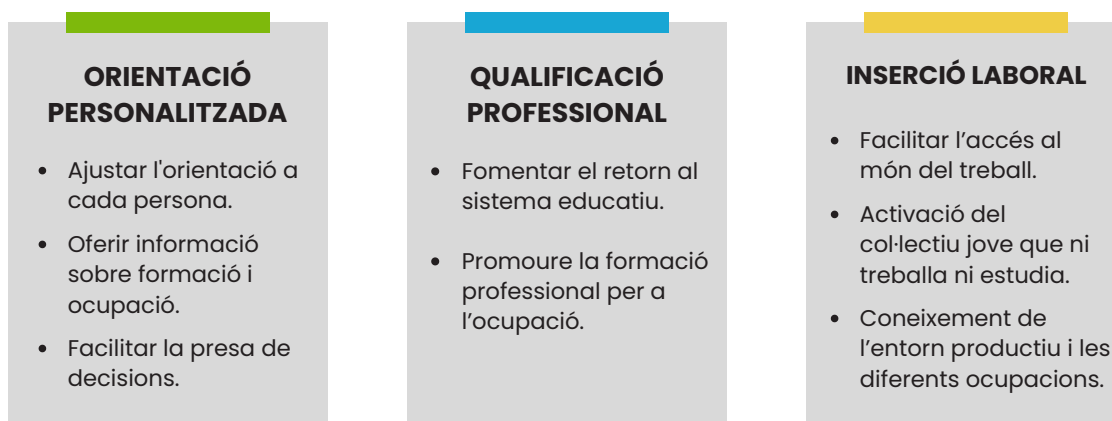 ORIENTACIÓ
PERSONALITZADA
• Ajustar l'orientació a
cada persona.
• Oferir informació
sobre formació i
ocupació.
• Facilitar la presa de
decisions.
QUALIFICACIÓ
PROFESSIONAL
• Fomentar el retorn al
sistema educatiu.
• Promoure la formació
professional per a
l’ocupació.
INSERCIÓ LABORAL
• Facilitar l’accés al
món del treball.
• Activació del
col·lectiu jove que ni
treballa ni estudia.
• Coneixement de
l’entorn productiu i les
diferents ocupacions.